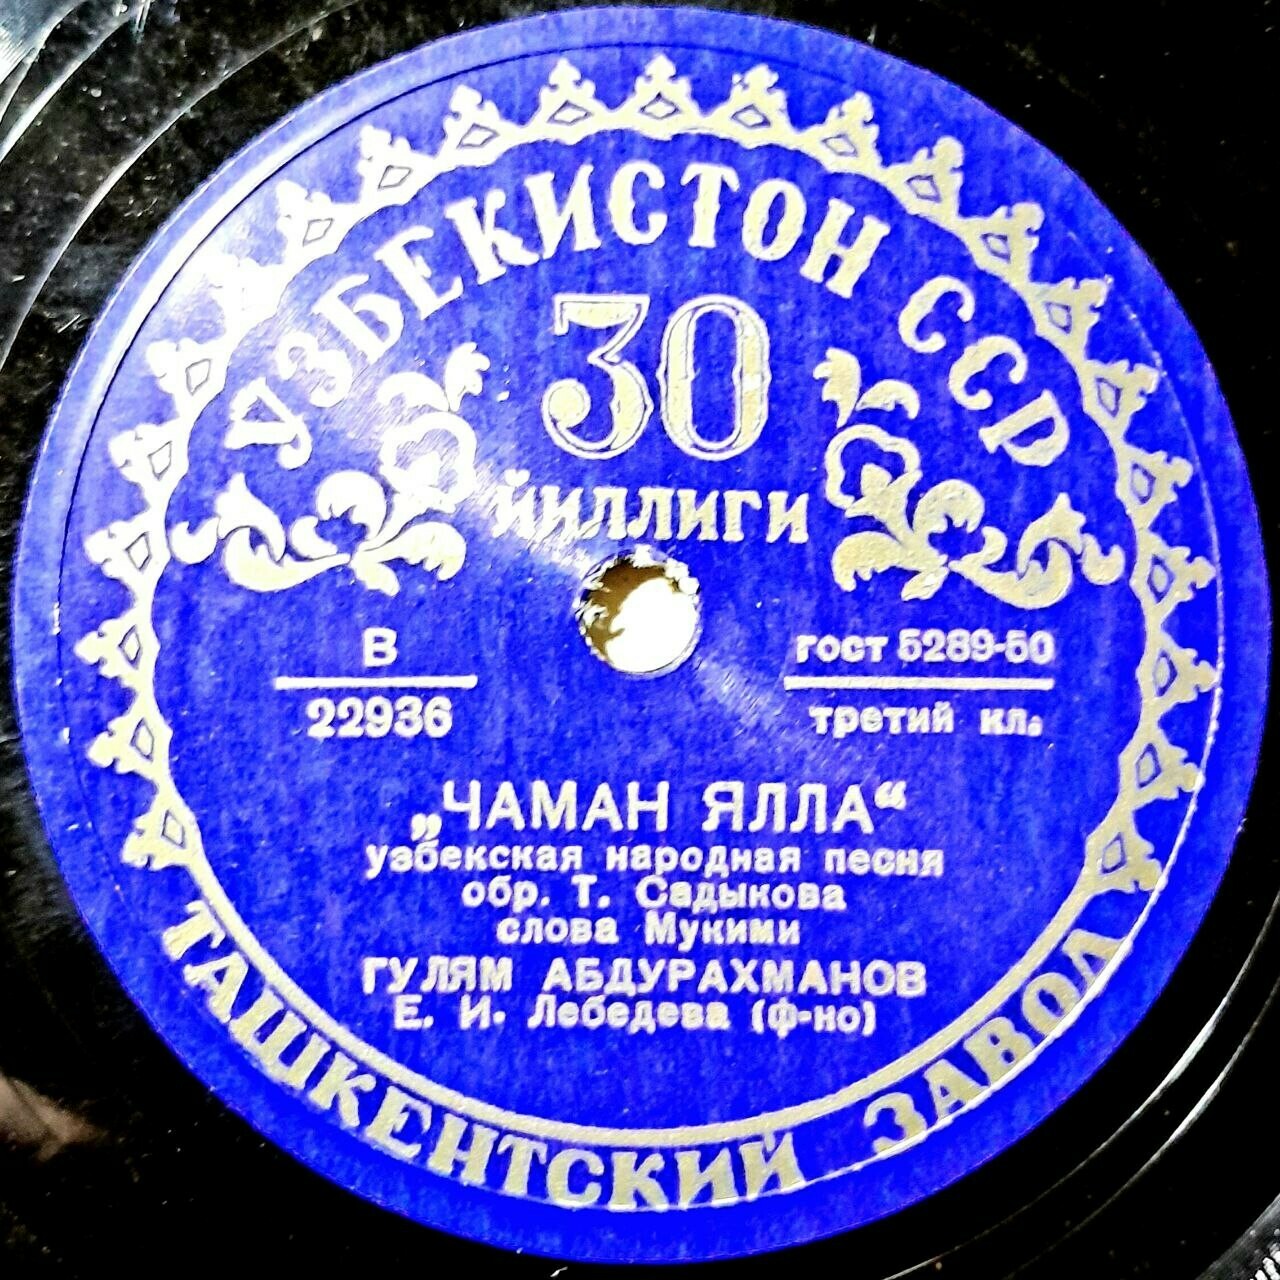 ЎЗБЕКИСТОН ССР
30
ЙИЛЛИГИ
В
22936
ГОСТ 5289-50
третий кл.
„ЧАМАН ЯЛЛА“
узбекская народная песня
обр. Т. Садыкова
слова Мукими
ГУЛЯМ АБДУРАХМАНОВ
Е. И. Лебедева (ф-но)
ТАШКЕНТСКИЙ ЗАВОД